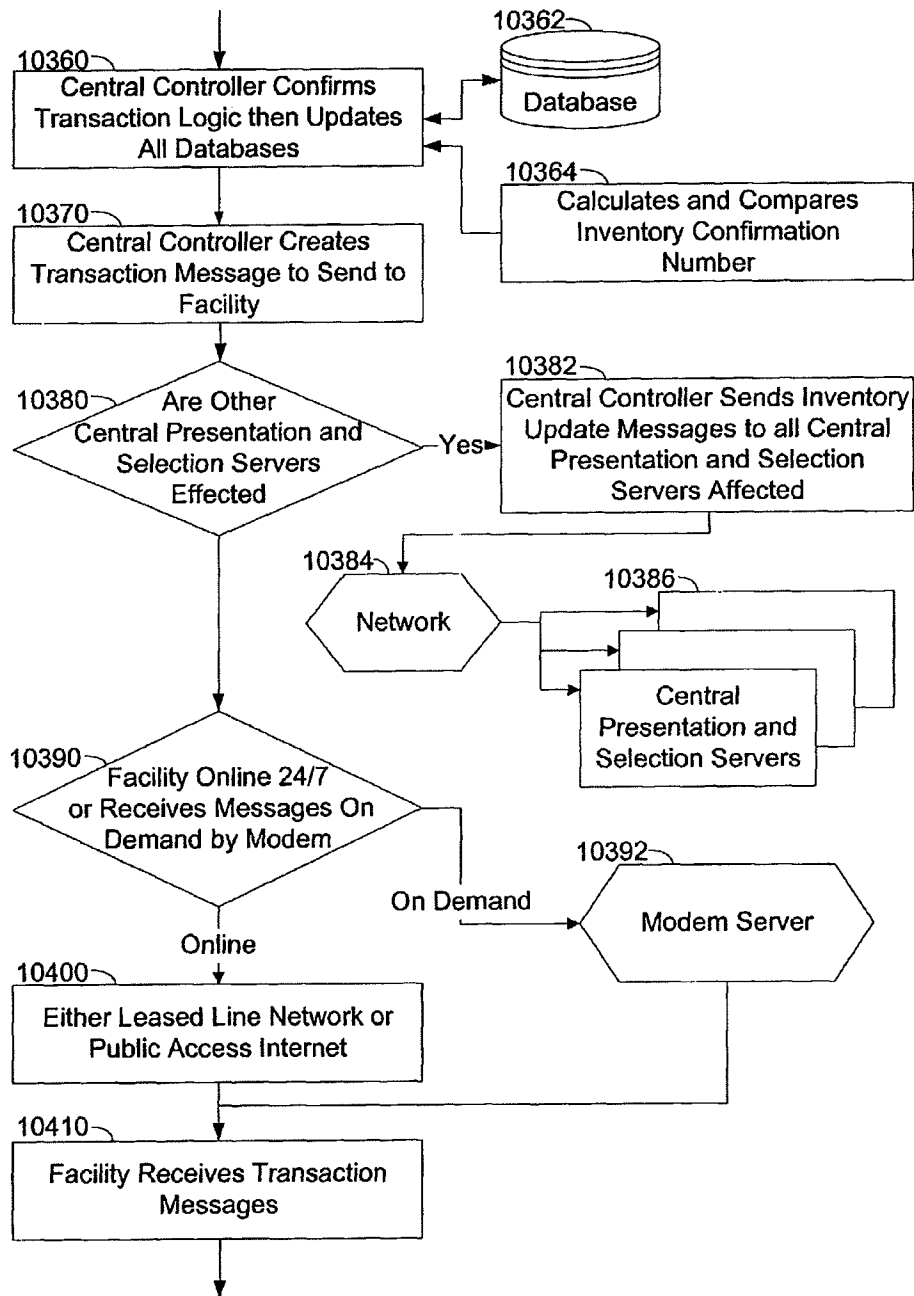 10360
Central Controller Confirms
Transaction Logic then Updates
All Databases
10362
Database
10364
Calculates and Compares
Inventory Confirmation
Number
10370
Central Controller Creates
Transaction Message to Send to
Facility
10380
Are Other
Central Presentation and
Selection Servers
Effected
Yes
10382
Central Controller Sends Inventory
Update Messages to all Central
Presentation and Selection
Servers Affected
10384
Network
10386
Central
Presentation and
Selection Servers
10390
Facility Online 24/7
or Receives Messages On
Demand by Modem
On Demand
10392
Modem Server
Online
10400
Either Leased Line Network or
Public Access Internet
10410
Facility Receives Transaction
Messages